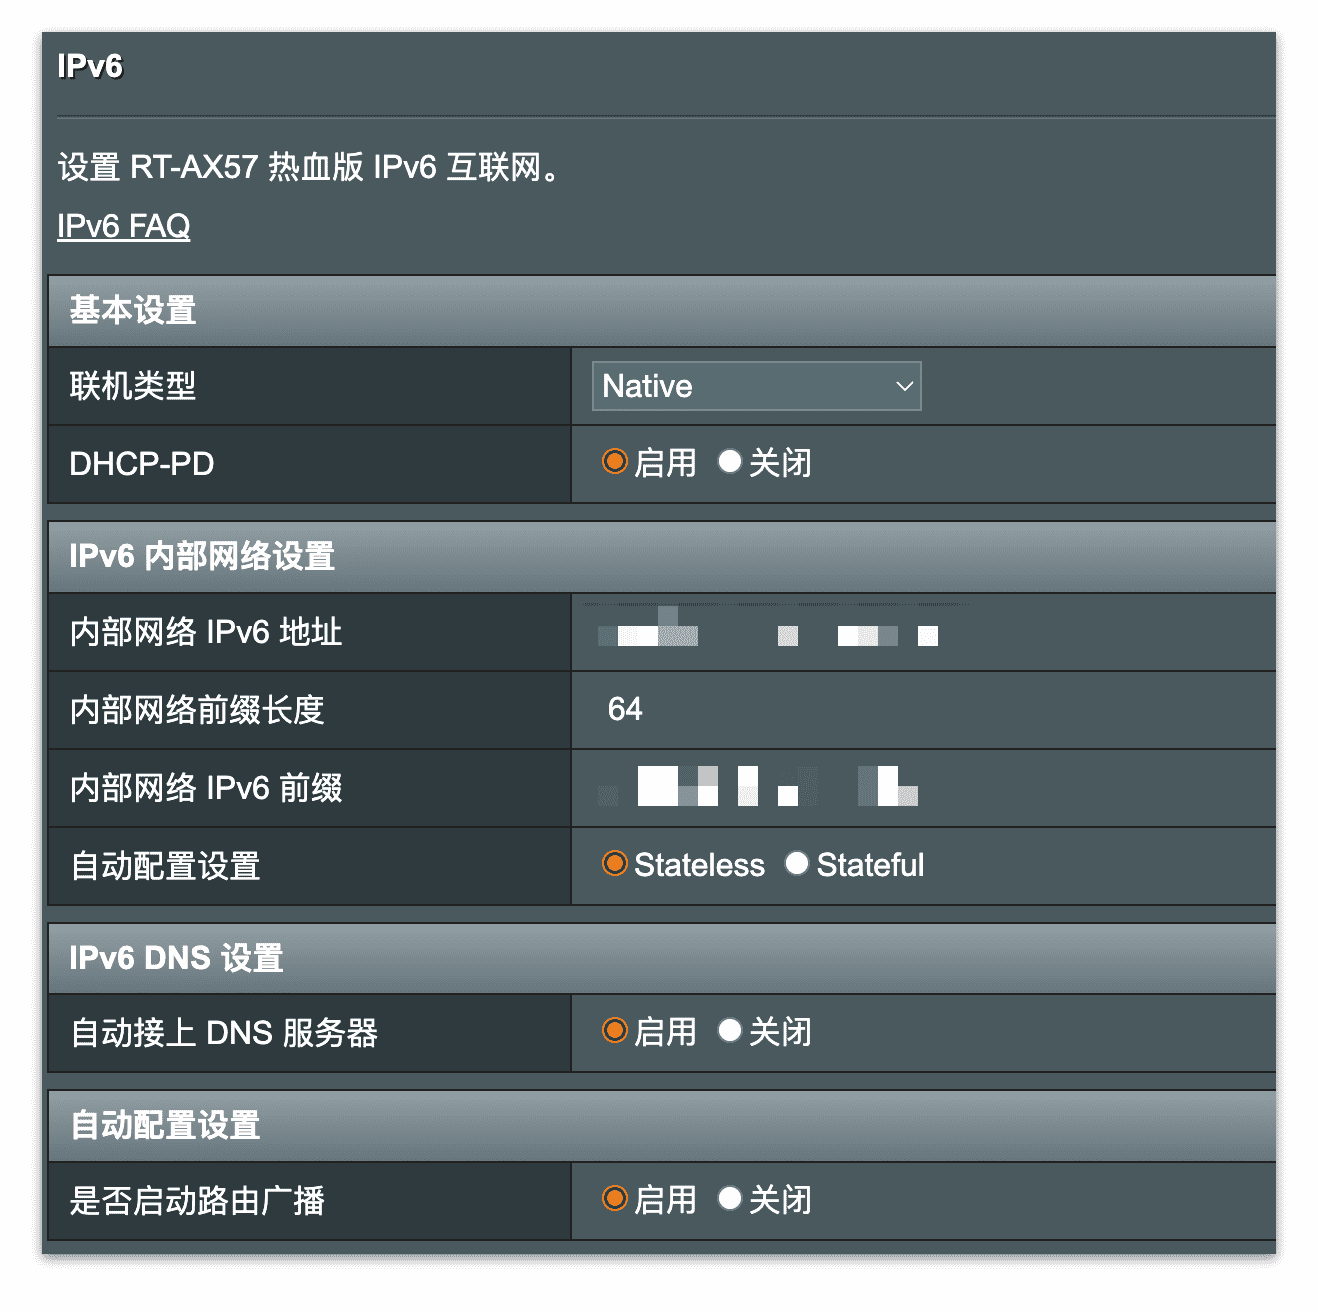 IPv6
设置 RT-AX57 热血版 IPv6 互联网。
IPv6 FAQ
基本设置
联机类型 Native
DHCP-PD 启用 关闭
IPv6 内部网络设置
内部网络 IPv6 地址
内部网络前缀长度 64
内部网络 IPv6 前缀
自动配置设置 Stateless Stateful
IPv6 DNS 设置
自动接上 DNS 服务器 启用 关闭
自动配置设置
是否启动路由广播 启用 关闭